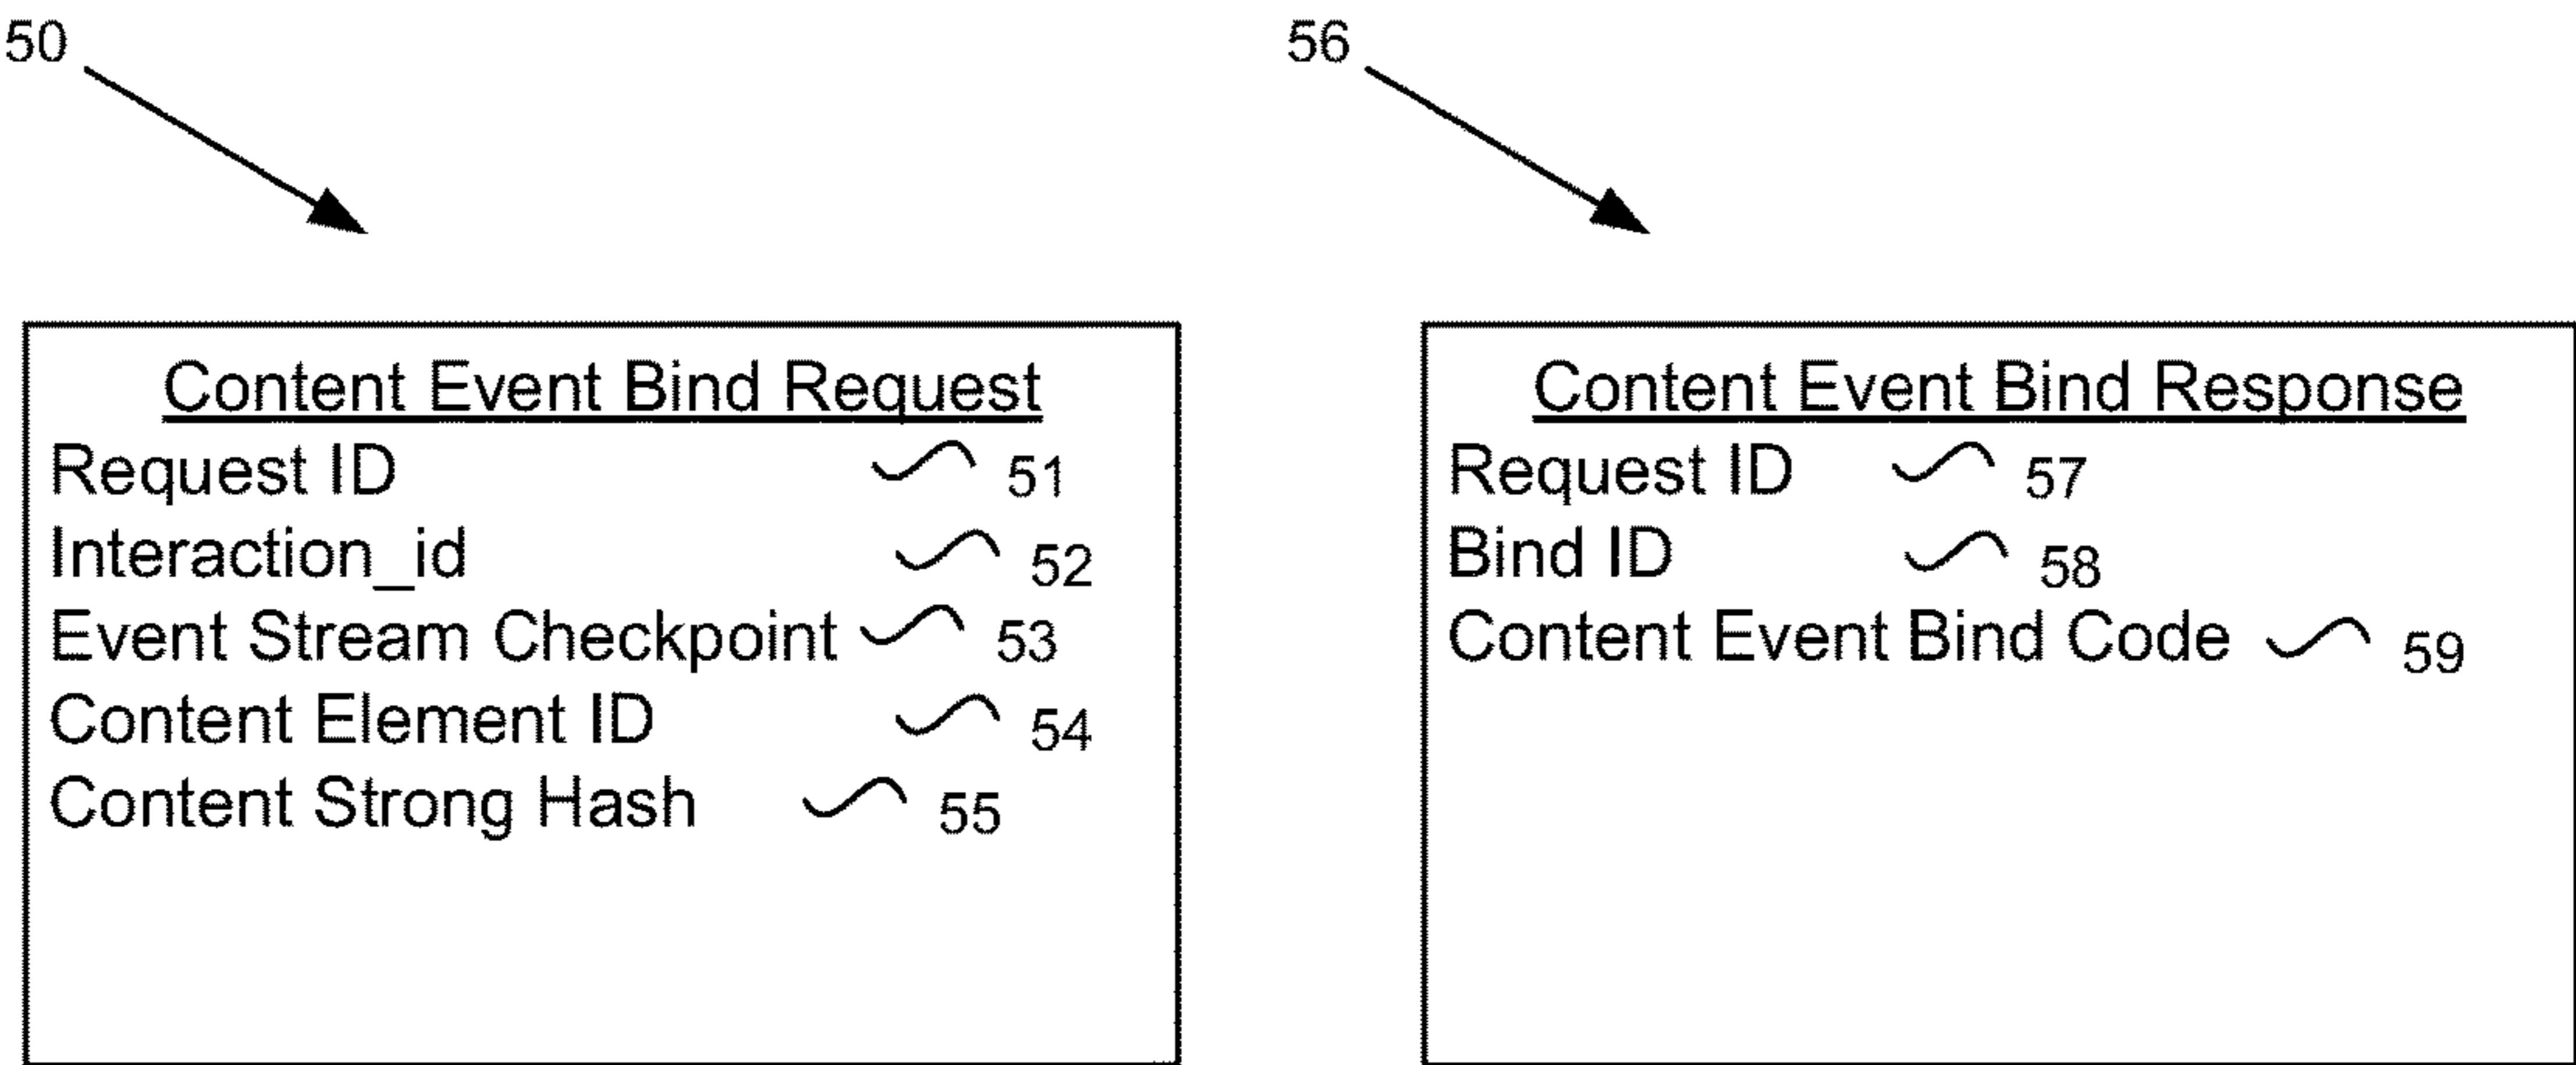 50
Content Event Bind Request
Request ID 51
Interaction_id 52
Event Stream Checkpoint 53
Content Element ID 54
Content Strong Hash 55
56
Content Event Bind Response
Request ID 57
Bind ID 58
Content Event Bind Code 59